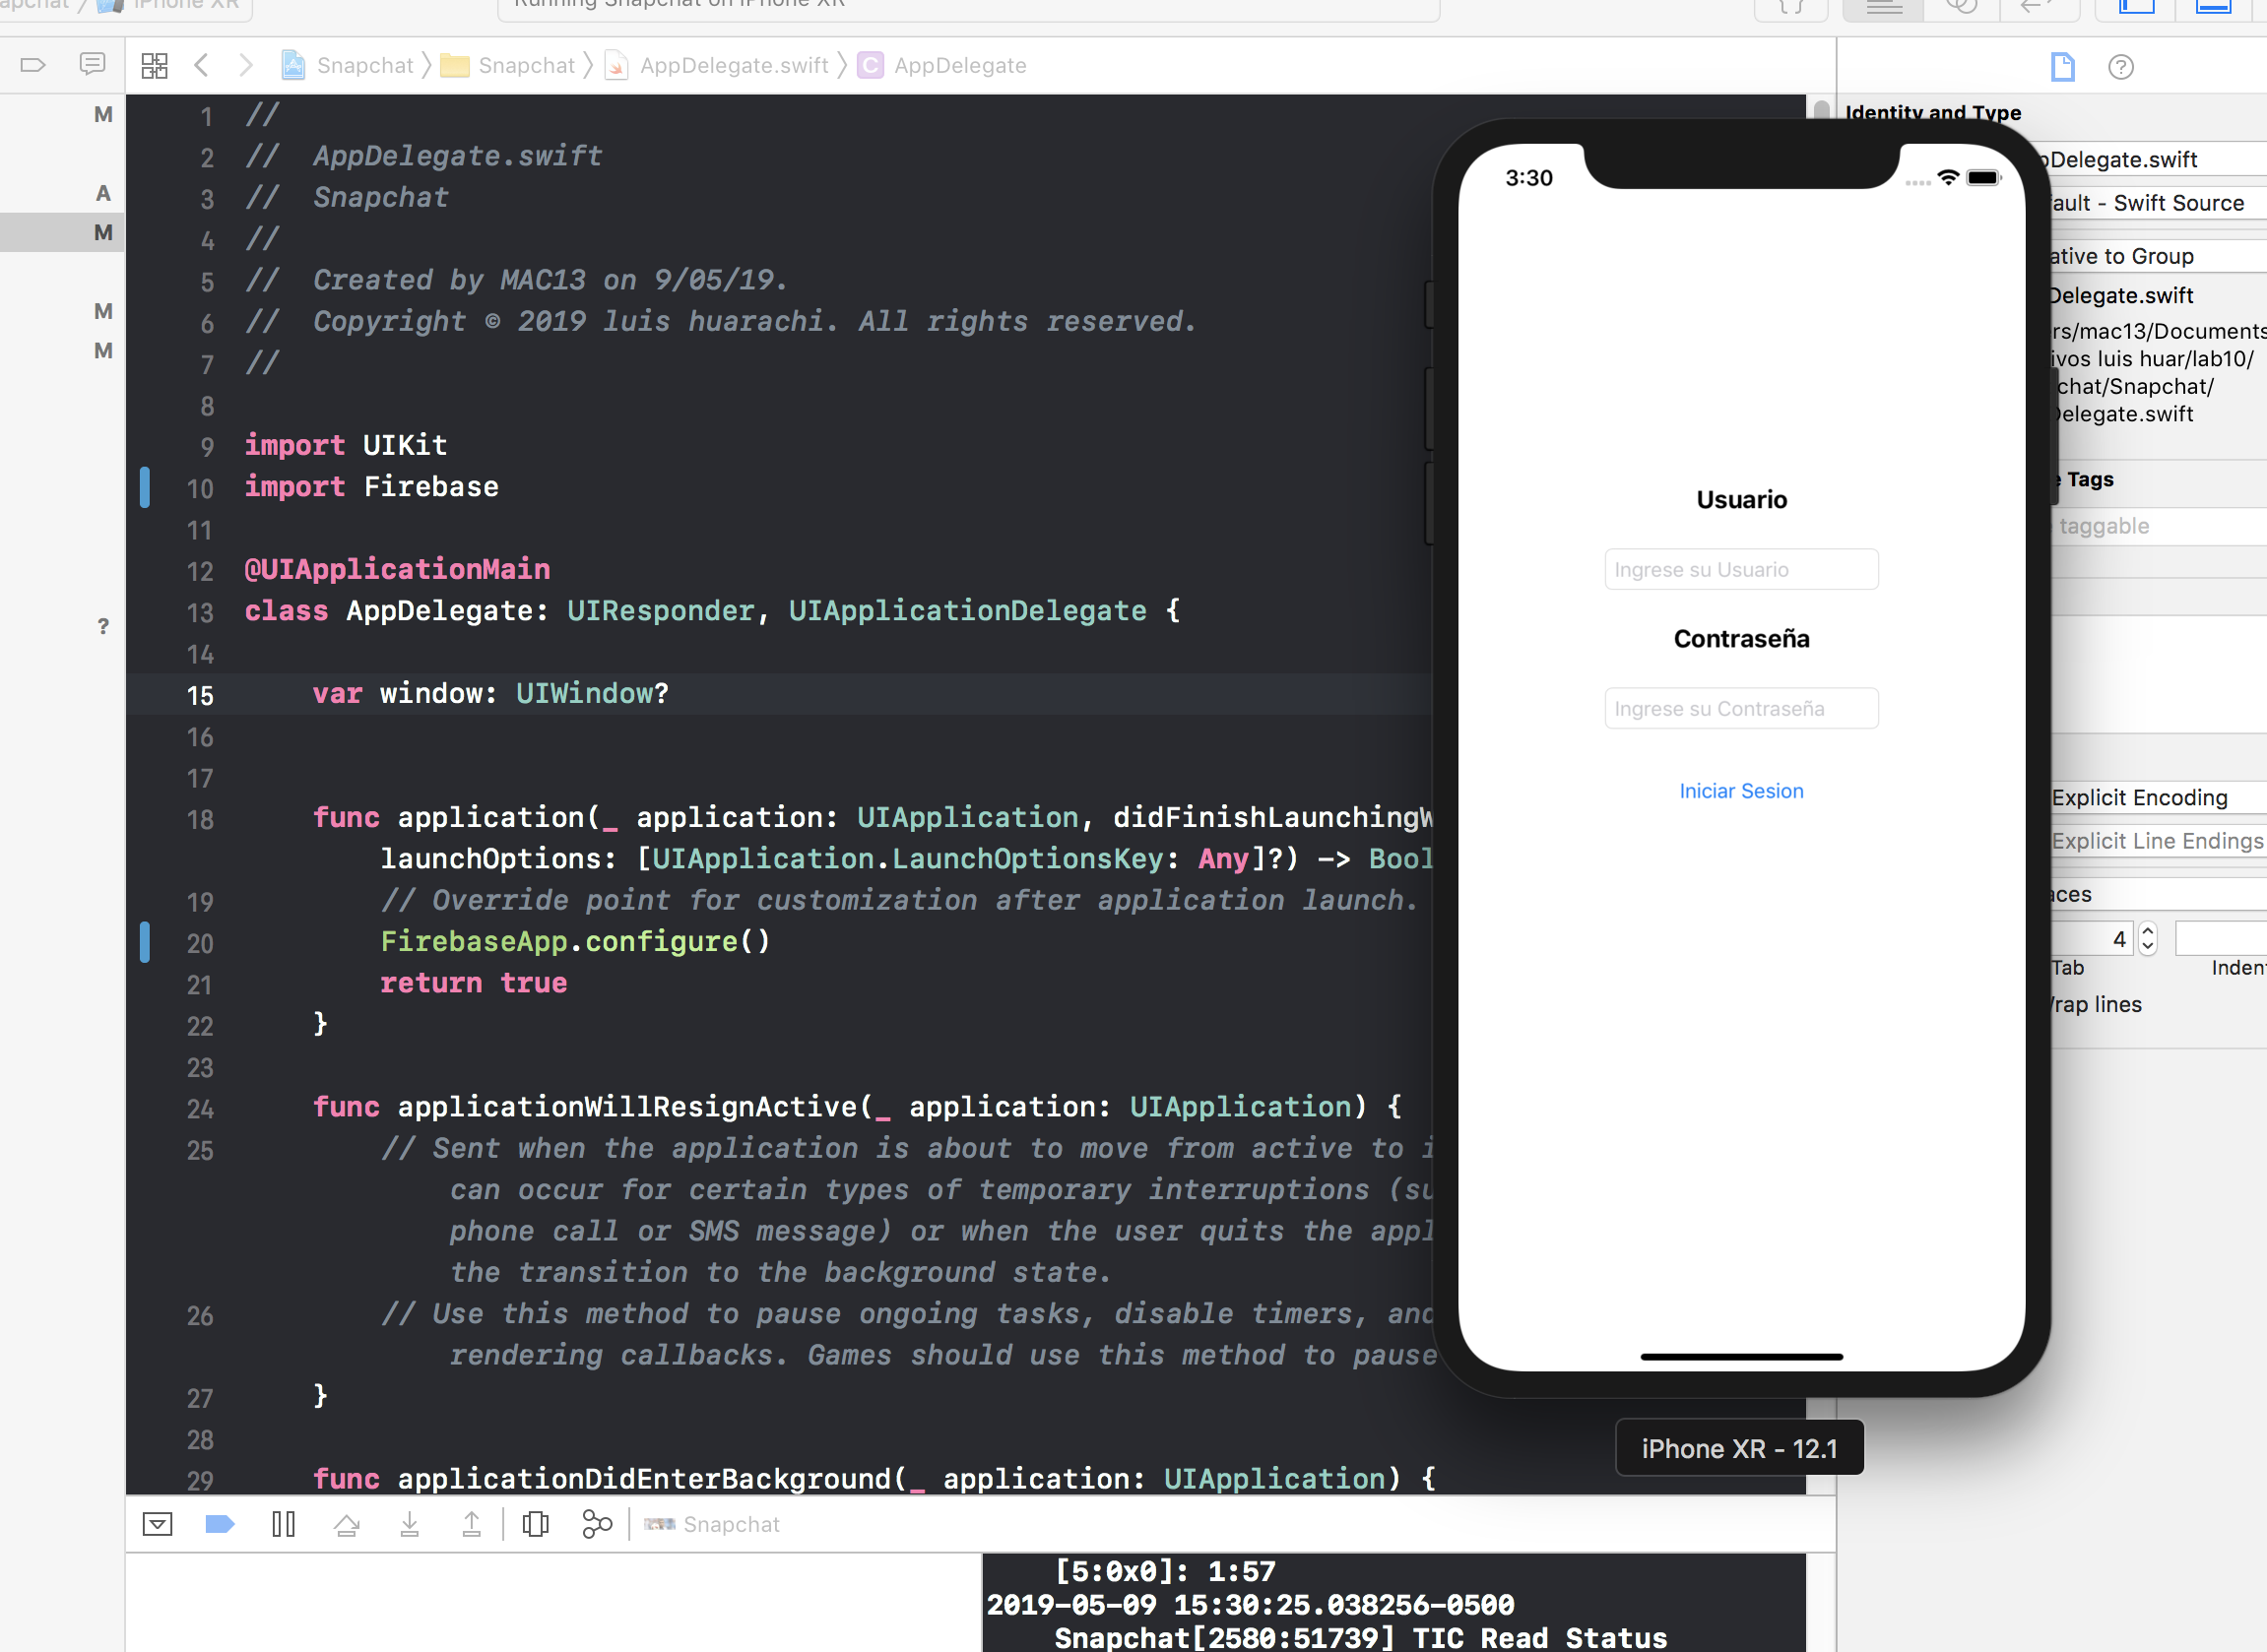 Running Snapchat on iPhone XR
iPhone XR
Snapchat
Snapchat
AppDelegate.swift
C
AppDelegate
M
A
M
M
M
?
1 //
2 // AppDelegate.swift
3 // Snapchat
4 //
5 // Created by MAC13 on 9/05/19.
6 // Copyright © 2019 luis huarachi. All rights reserved.
7 //
8
9 import UIKit
10 import Firebase
11
12 @UIApplicationMain
13 class AppDelegate: UIResponder, UIApplicationDelegate {
14
15 var window: UIWindow?
16
17
18 func application(_ application: UIApplication, didFinishLaunchingW
launchOptions: [UIApplication.LaunchOptionsKey: Any]?) -> Bool
19 // Override point for customization after application launch.
20 FirebaseApp.configure()
21 return true
22 }
23
24 func applicationWillResignActive(_ application: UIApplication) {
25 // Sent when the application is about to move from active to i
can occur for certain types of temporary interruptions (su
phone call or SMS message) or when the user quits the appl
the transition to the background state.
26 // Use this method to pause ongoing tasks, disable timers, and
rendering callbacks. Games should use this method to pause
27 }
28
29 func applicationDidEnterBackground(_ application: UIApplication) {
Snapchat
[5:0x0]: 1:57
2019-05-09 15:30:25.038256-0500
Snapchat[2580:51739] TIC Read Status
3:30
Usuario
Ingrese su Usuario
Contraseña
Ingrese su Contraseña
Iniciar Sesion
iPhone XR - 12.1
Identity and Type
pDelegate.swift
ault - Swift Source
ative to Group
Delegate.swift
rs/mac13/Documents
ivos luis huar/lab10/
chat/Snapchat/
Delegate.swift
Tags
taggable
Explicit Encoding
Explicit Line Endings
aces
4
Tab
Inden
rap lines